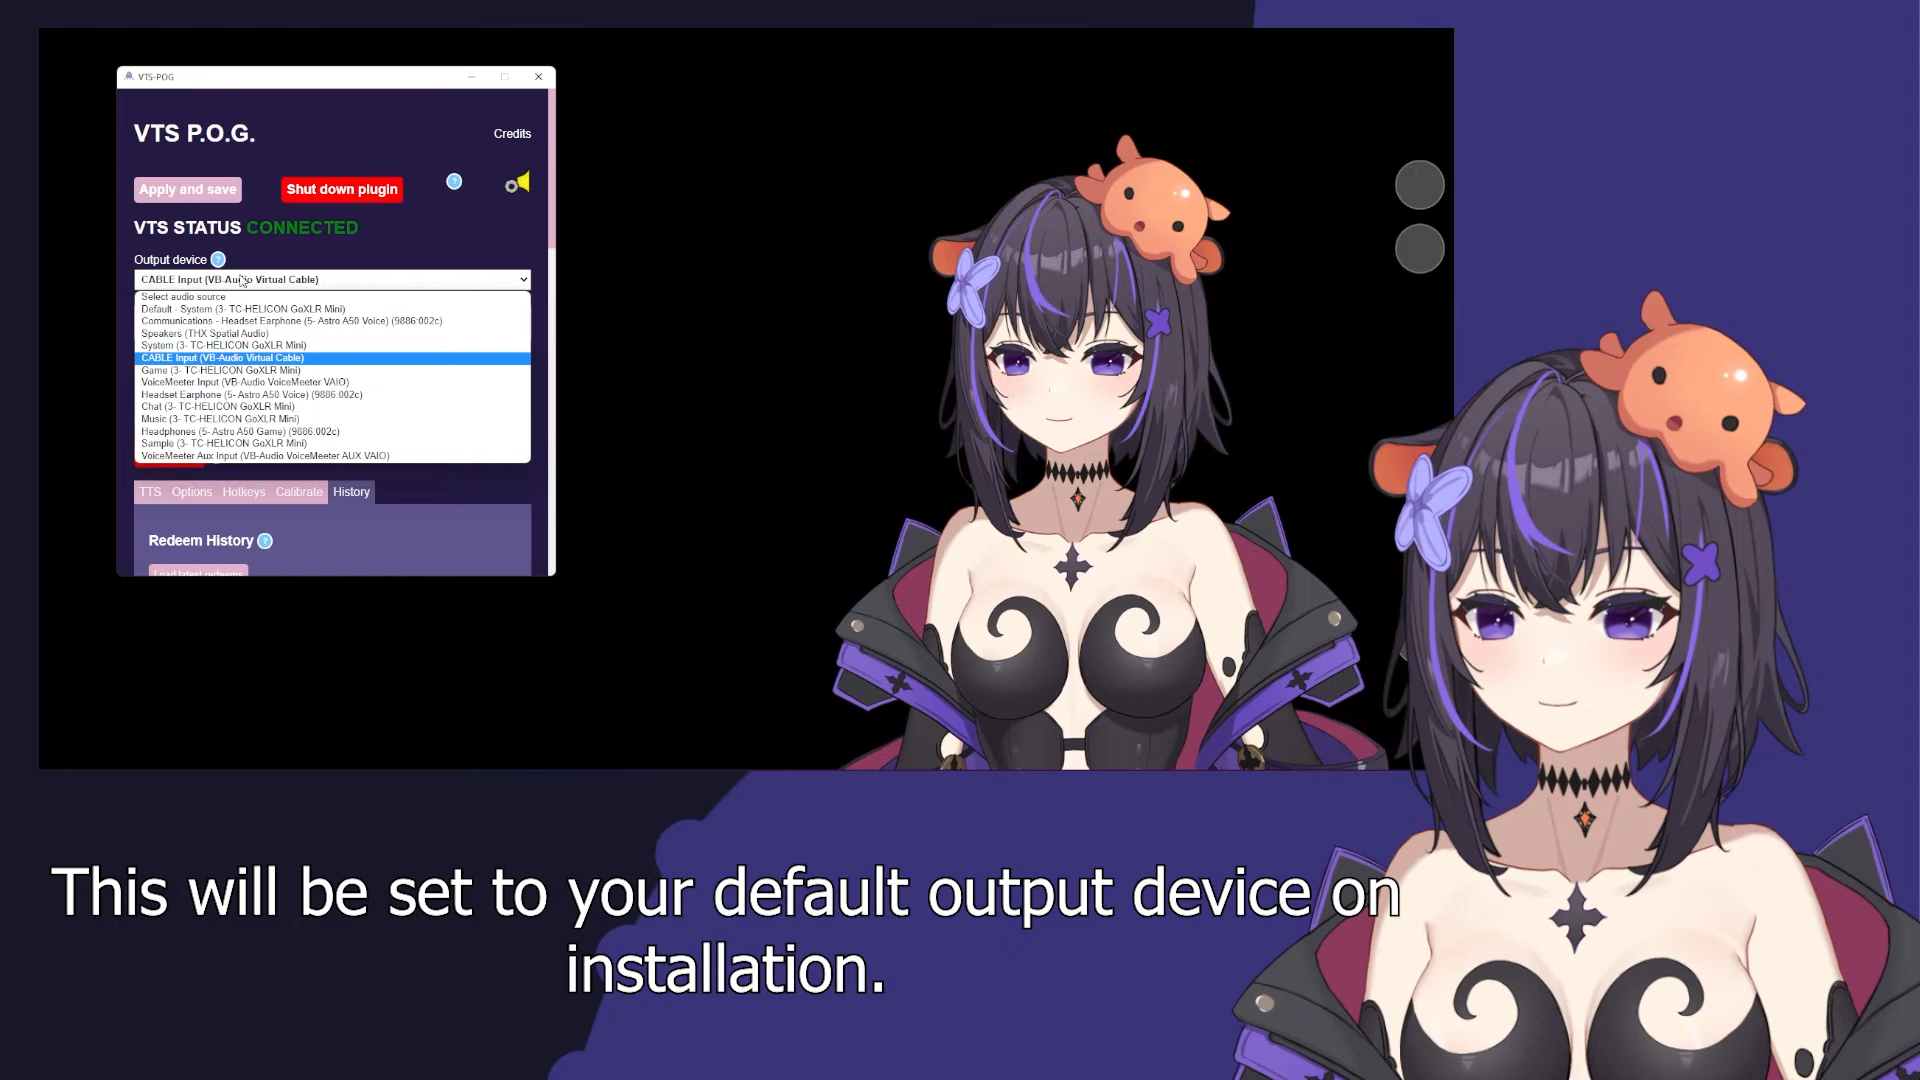 VTS-POG
VTS P.O.G.
Credits
Apply and save
Shut down plugin
VTS STATUS CONNECTED
Output device
CABLE Input (VB-Audio Virtual Cable)
Select audio source
Default - System (3- TC-HELICON GoXLR Mini)
Communications - Headset Earphone (5- Astro A50 Voice) (9886:002c)
Speakers (THX Spatial Audio)
System (3- TC-HELICON GoXLR Mini)
CABLE Input (VB-Audio Virtual Cable)
Game (3- TC-HELICON GoXLR Mini)
VoiceMeeter Input (VB-Audio VoiceMeeter VAIO)
Headset Earphone (5- Astro A50 Voice) (9886:002c)
Chat (3- TC-HELICON GoXLR Mini)
Music (3- TC-HELICON GoXLR Mini)
Headphones (5- Astro A50 Game) (9886:002c)
Sample (3- TC-HELICON GoXLR Mini)
VoiceMeeter Aux Input (VB-Audio VoiceMeeter AUX VAIO)
TTS Options Hotkeys Calibrate History
Redeem History
Load latest redeems
This will be set to your default output device on
installation.